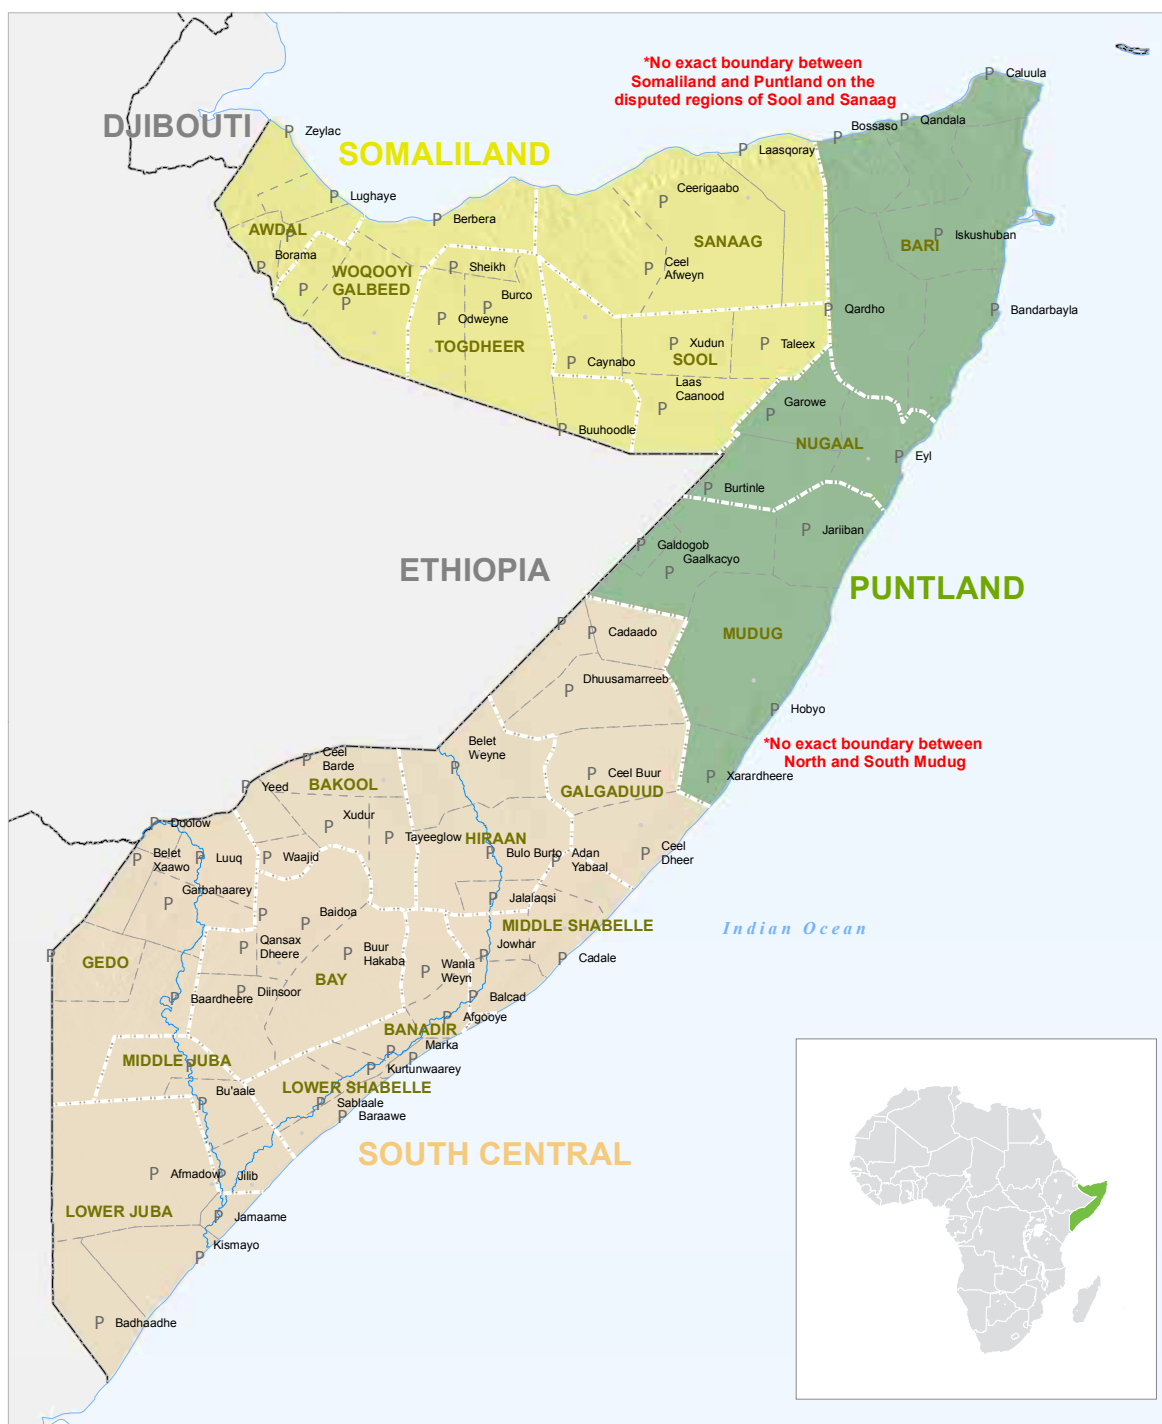 *No exact boundary between
Somaliland and Puntland on the
disputed regions of Sool and Sanaag
Caluula
DJIBOUTI
Zeylac
Qandala
Bossaso
SOMALILAND
Laasqoray
Lughaye
Ceerigaabo
Berbera
AWDAL
SANAAG
Iskushuban
BARI
Borama
WOQOOYI
GALBEED
Sheikh
Ceel
Afweyn
Burco
Qardho
Bandarbayla
Odweyne
TOGDHEER
Xudun
Taleex
SOOL
Caynabo
Laas
Caanood
Garowe
Buuhoodle
NUGAAL
Eyl
Burtinle
Jariiban
Galdogob
Gaalkacyo
ETHIOPIA
PUNTLAND
Cadaado
MUDUG
Dhuusamarreeb
Hobyo
Belet
Weyne
*No exact boundary between
North and South Mudug
Ceel
Barde
BAKOOL
Yeed
Ceel Buur
GALGADUUD
Xarardheere
Xudur
Doolow
Tayeeglow
HIRAAN
Belet
Xaawo
Luuq
Waajid
Bulo Burto
Adan
Yabaal
Ceel
Dheer
Garbahaarey
Jalalaqsi
Baidoa
MIDDLE SHABELLE
Indian Ocean
Qansax
Dheere
Buur
Hakaba
Jowhar
GEDO
Wanla
Weyn
Cadale
BAY
Baardheere
Diinsoor
Balcad
Afgooye
BANADIR
Marka
MIDDLE JUBA
Kurtunwaarey
Bu'aale
LOWER SHABELLE
Sablaale
Baraawe
SOUTH CENTRAL
Afmadow
Jilib
LOWER JUBA
Jamaame
Kismayo
Badhaadhe